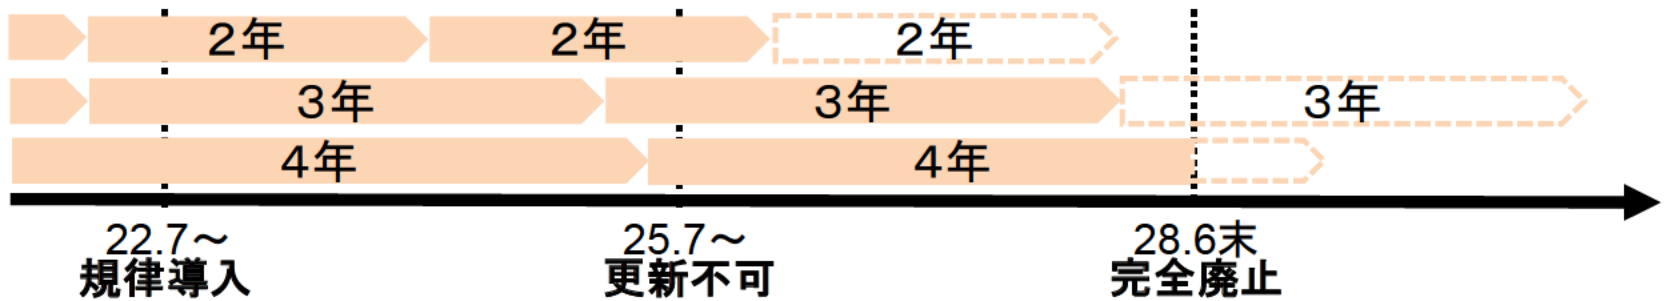 ２年 ２年 ２年
３年 ３年 ３年
４年 ４年
22.7～ 25.7～ 28.6末
規律導入 更新不可 完全廃止